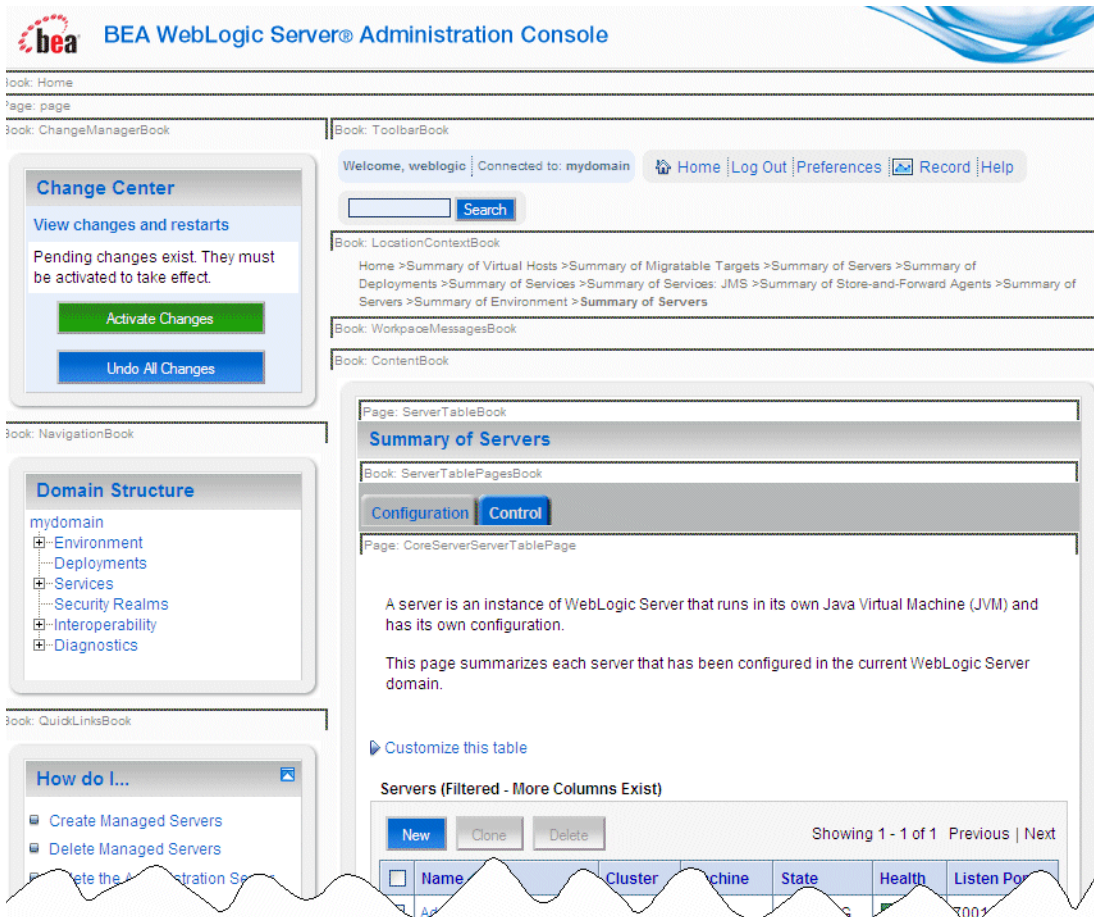 bea
BEA WebLogic Server® Administration Console
Book: Home
Page: page
Book: ChangeManagerBook
Change Center
View changes and restarts
Pending changes exist. They must
be activated to take effect.
Activate Changes
Undo All Changes
Book: NavigationBook
Domain Structure
mydomain
Environment
Deployments
Services
Security Realms
Interoperability
Diagnostics
Book: QuickLinksBook
How do I...
Create Managed Servers
Delete Managed Servers
Book: ToolbarBook
Welcome, weblogic Connected to: mydomain Home Log Out Preferences Record Help
Search
Book: LocationContextBook
Home >Summary of Virtual Hosts >Summary of Migratable Targets >Summary of Servers >Summary of
Deployments >Summary of Services >Summary of Services: JMS >Summary of Store-and-Forward Agents >Summary of
Servers >Summary of Environment >Summary of Servers
Book: WorkpaceMessagesBook
Book: ContentBook
Page: ServerTableBook
Summary of Servers
Book: ServerTablePagesBook
Configuration Control
Page: CoreServerServerTablePage
A server is an instance of WebLogic Server that runs in its own Java Virtual Machine (JVM) and
has its own configuration.
This page summarizes each server that has been configured in the current WebLogic Server
domain.
Customize this table
Servers (Filtered - More Columns Exist)
New Clone Delete Showing 1 - 1 of 1 Previous | Next
Name Cluster State Health Listen
7001